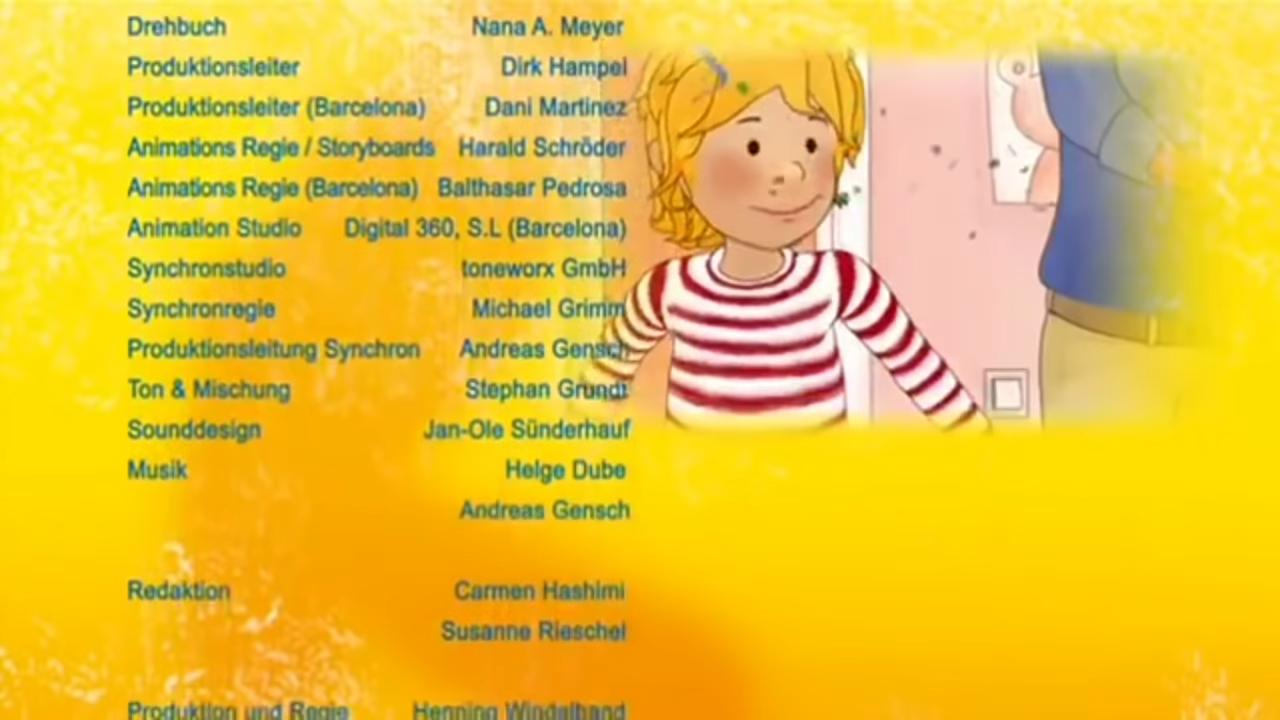 Drehbuch Nana A. Meyer
Produktionsleiter Dirk Hampel
Produktionsleiter (Barcelona) Dani Martinez
Animations Regie / Storyboards Harald Schröder
Animations Regie (Barcelona) Balthasar Pedrosa
Animation Studio Digital 360, S.L (Barcelona)
Synchronstudio toneworx GmbH
Synchronregie Michael Grimm
Produktionsleitung Synchron Andreas Gensch
Ton & Mischung Stephan Grundt
Sounddesign Jan-Ole Sünderhauf
Musik Helge Dube
Andreas Gensch
Redaktion Carmen Hashimi
Susanne Rieschel
Produktion und Regie Henning Windelband